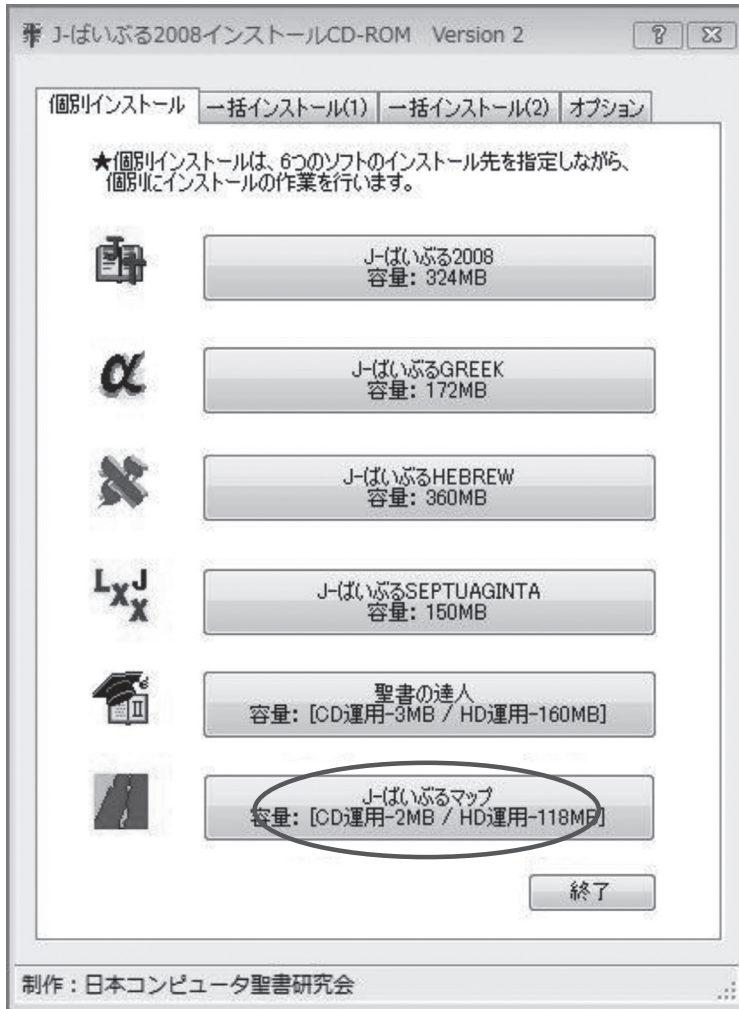 J-ばいぶる2008インストールCD-ROM Version 2
個別インストール 一括インストール(1) 一括インストール(2) オプション
★個別インストールは、6つのソフトのインストール先を指定しながら、
個別にインストールの作業を行います。
J-ばいぶる2008
容量: 324MB
α
J-ばいぶるGREEK
容量: 172MB
J-ばいぶるHEBREW
容量: 360MB
LXXJ
J-ばいぶるSEPTUAGINTA
容量: 150MB
聖書の達人
容量: [CD運用-3MB / HD運用-160MB]
J-ばいぶるマップ
容量: [CD運用-2MB / HD運用-118MB]
終了
制作：日本コンピュータ聖書研究会